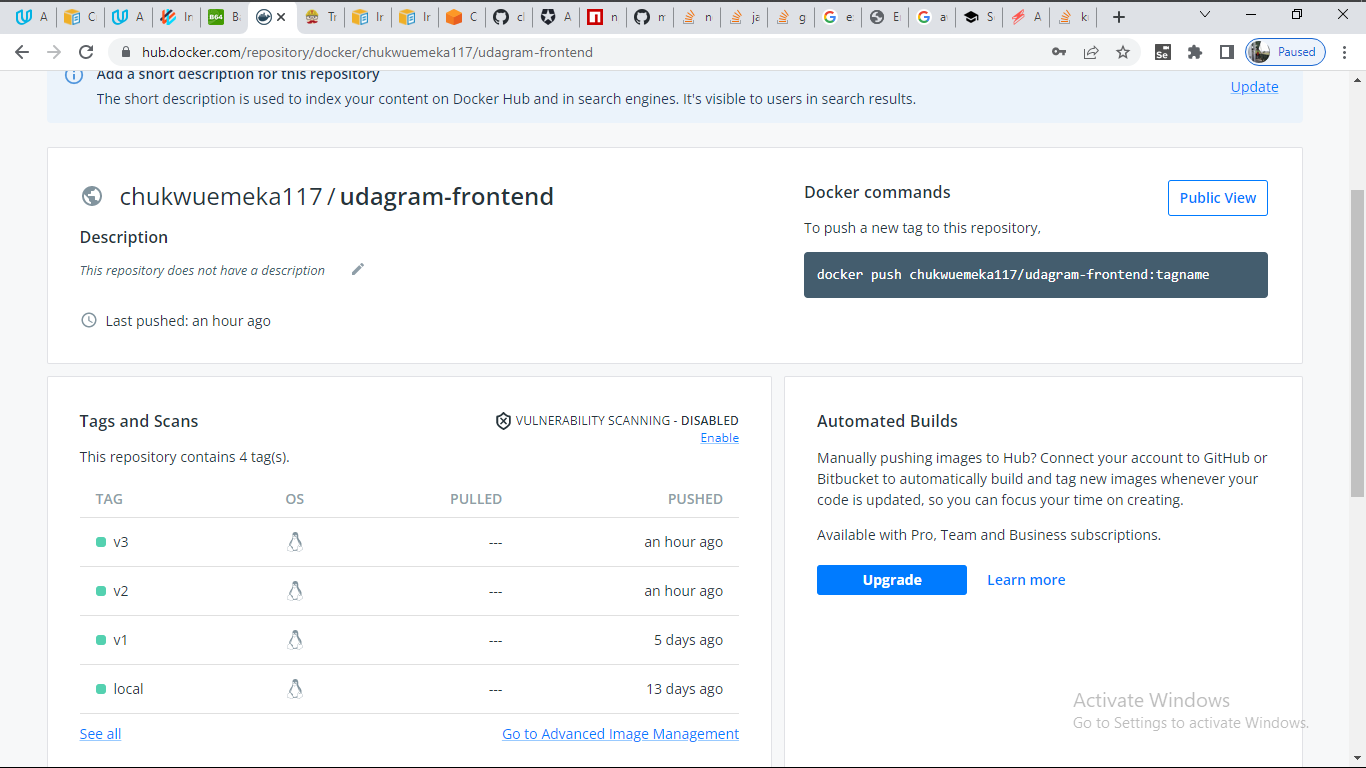 hub.docker.com/repository/docker/chukwuemeka117/udagram-frontend
Paused
Add a short description for this repository
The short description is used to index your content on Docker Hub and in search engines. It's visible to users in search results.
Update
chukwuemeka117 / udagram-frontend
Description
This repository does not have a description
Last pushed: an hour ago
Docker commands
Public View
To push a new tag to this repository,
docker push chukwuemeka117/udagram-frontend:tagname
Tags and Scans
VULNERABILITY SCANNING - DISABLED
Enable
This repository contains 4 tag(s).
TAG OS PULLED PUSHED
v3 --- an hour ago
v2 --- an hour ago
v1 --- 5 days ago
local --- 13 days ago
See all
Go to Advanced Image Management
Automated Builds
Manually pushing images to Hub? Connect your account to GitHub or
Bitbucket to automatically build and tag new images whenever your
code is updated, so you can focus your time on creating.
Available with Pro, Team and Business subscriptions.
Upgrade
Learn more
Activate Windows
Go to Settings to activate Windows.